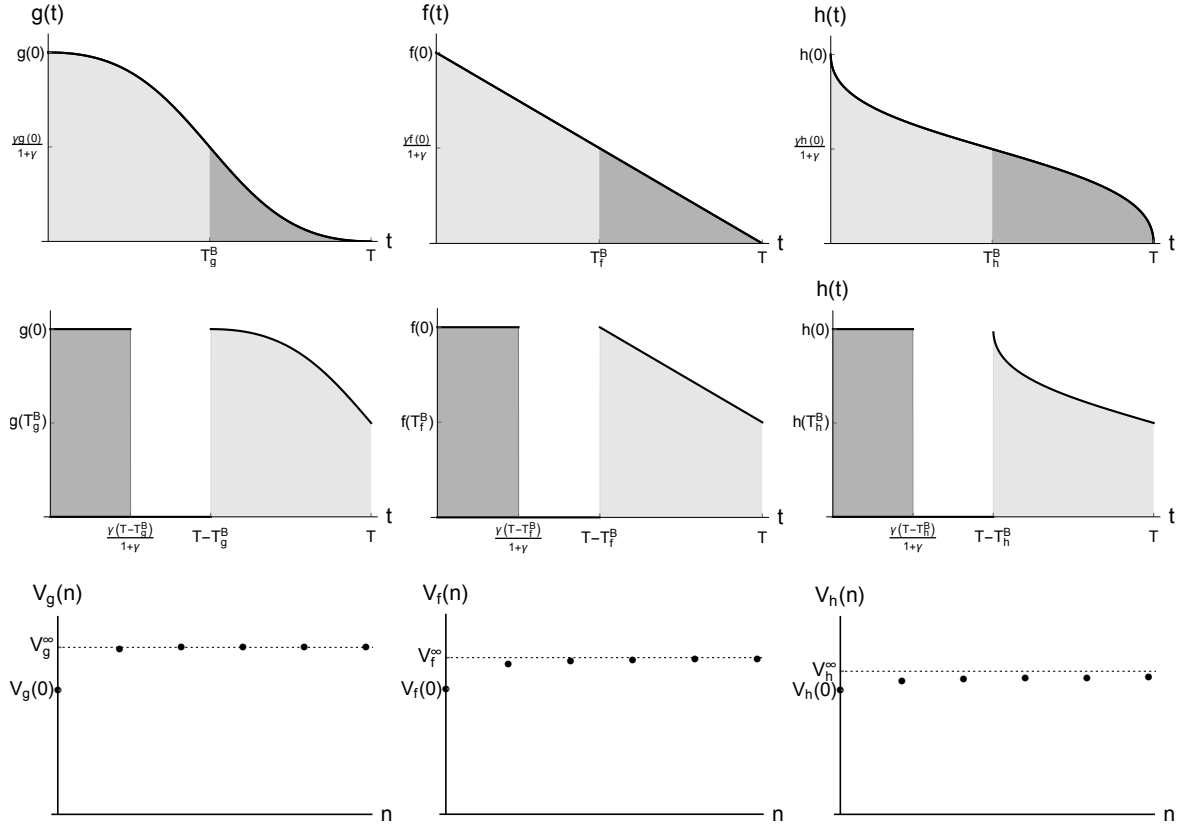 g(t) f(t) h(t)
g(0) f(0) h(0)
γg(0)/1+γ γf(0)/1+γ γh(0)/1+γ
t t t
T_g^B T T_f^B T T_h^B T
h(t)
g(0) f(0) h(0)
g(T_g^B) f(T_f^B) h(T_h^B)
t t t
γ(T−T_g^B)/1+γ T−T_g^B T γ(T−T_f^B)/1+γ T−T_f^B T γ(T−T_h^B)/1+γ T−T_h^B T
V_g(n) V_f(n) V_h(n)
V_g^∞ V_f^∞ V_h^∞
V_g(0) V_f(0) V_h(0)
n n n